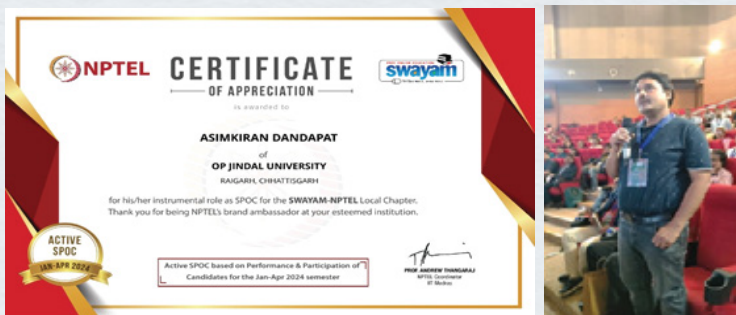 NPTEL
CERTIFICATE
OF APPRECIATION
is awarded to
swayam
ASIMKIRAN DANDAPAT
of
OP JINDAL UNIVERSITY
RAIGARH, CHHATTISGARH
for his/her instrumental role as SPOC for the SWAYAM-NPTEL Local Chapter.
Thank you for being NPTEL's brand ambassador at your esteemed institution.
ACTIVE
SPOC
JAN-APR 2024
Active SPOC based on Performance & Participation of
Candidates for the Jan-Apr 2024 semester
PROF. ANDREW THANGARAJ
NPTEL Coordinator
IIT Madras